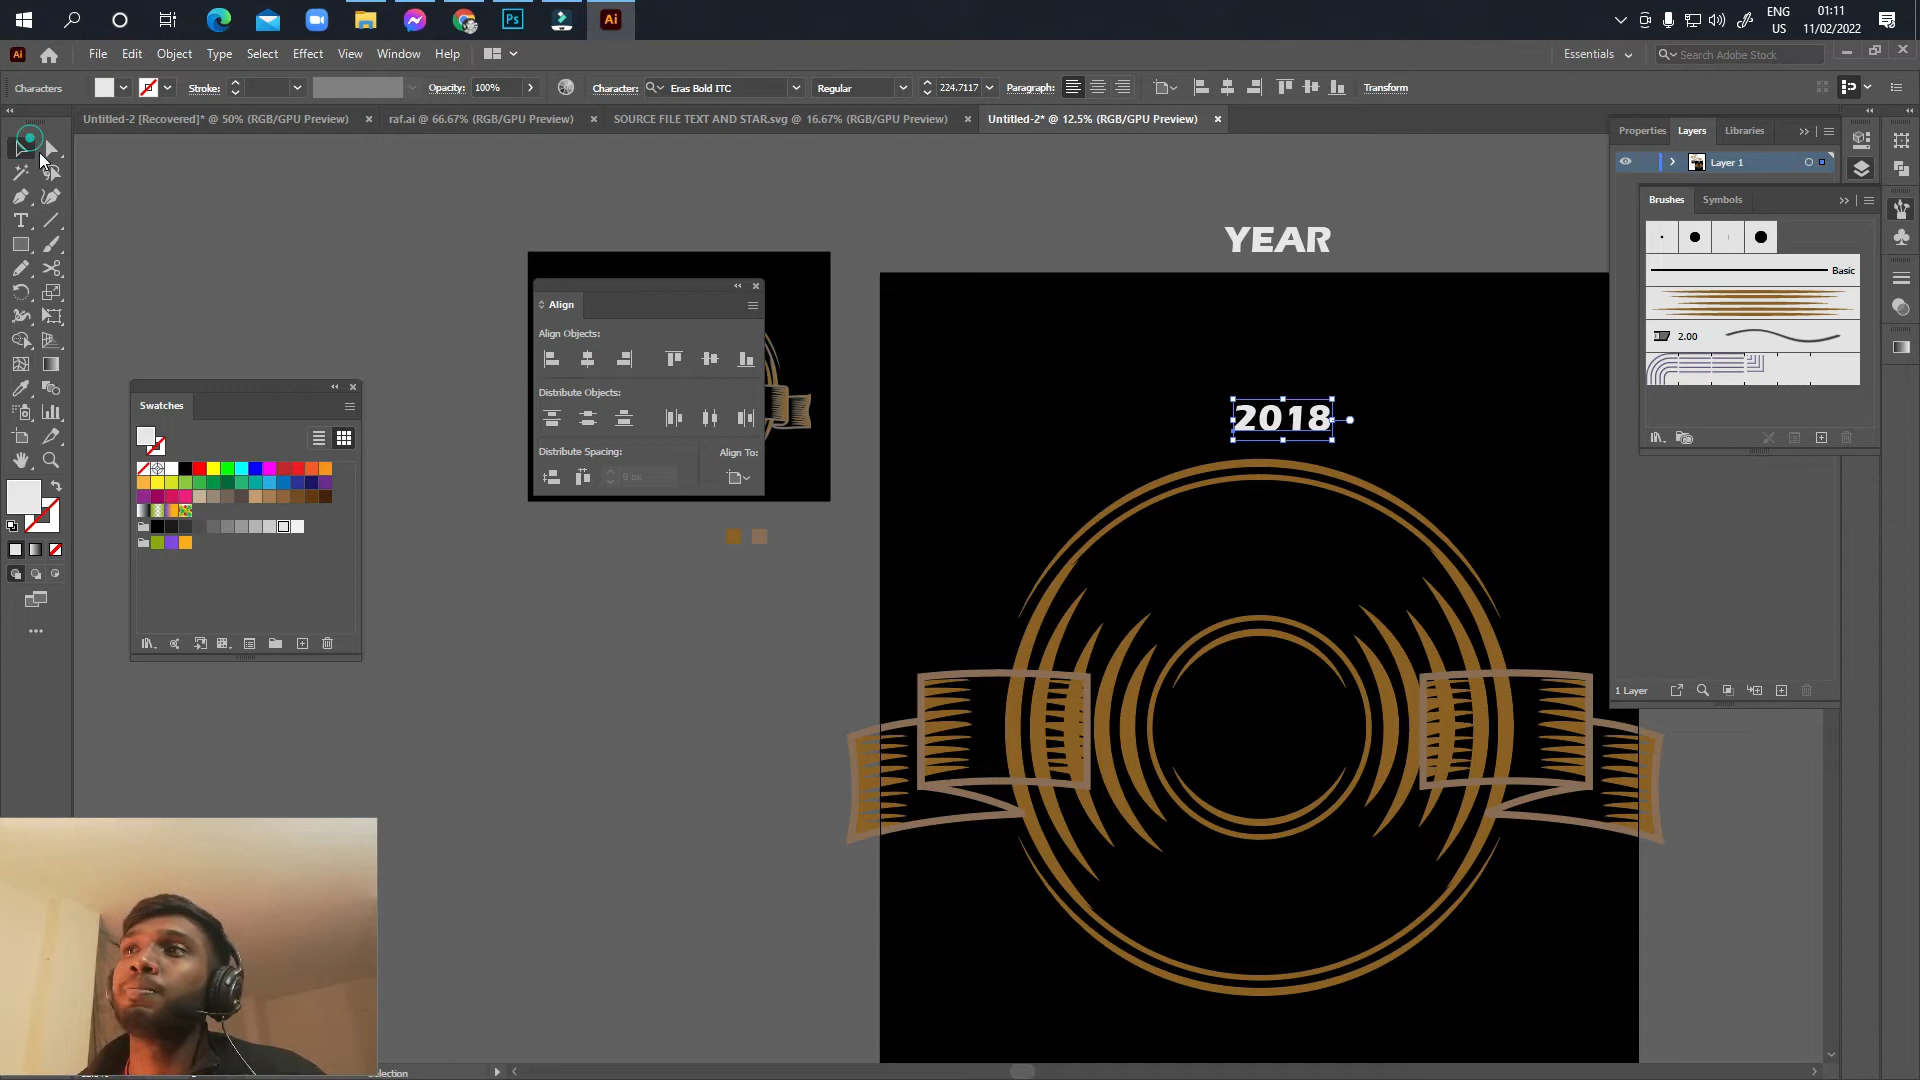 ENG
US
01:11
11/02/2022
Ps
Ai
Ai
File Edit Object Type Select Effect View Window Help
Essentials
Search Adobe Stock
Characters
Stroke:
Opacity:
100%
Character:
Eras Bold ITC
Regular
224.7117
Paragraph:
Transform
Untitled-2 [Recovered]* @ 50% (RGB/GPU Preview)
raf.ai @ 66.67% (RGB/GPU Preview)
SOURCE FILE TEXT AND STAR.svg @ 16.67% (RGB/GPU Preview)
Untitled-2* @ 12.5% (RGB/GPU Preview)
Properties Layers Libraries
Layer 1
Brushes Symbols
Basic
2.00
1 Layer
YEAR
2018
Align
Align Objects:
Distribute Objects:
Distribute Spacing:
Align To:
0 px
Swatches
Selection